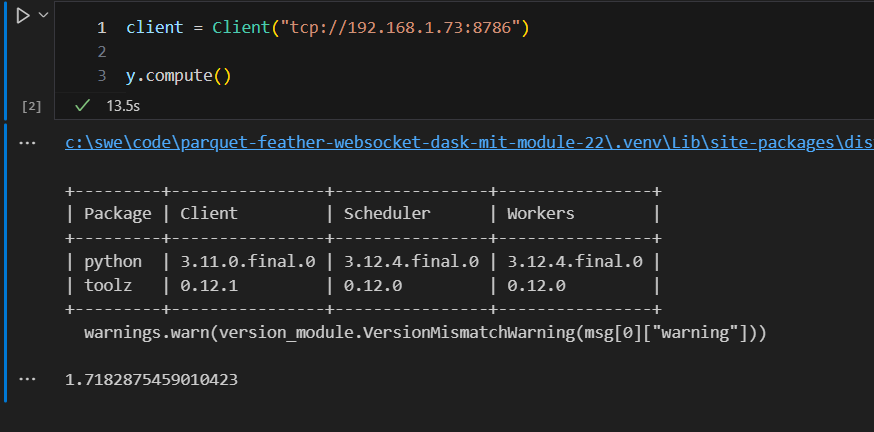 1 client = Client("tcp://192.168.1.73:8786")
2
3 y.compute()
[2] 13.5s
... c:\swe\code\parquet-feather-websocket-dask-mit-module-22\.venv\Lib\site-packages\dis
+---------+----------------+----------------+----------------+
| Package | Client         | Scheduler      | Workers        |
+---------+----------------+----------------+----------------+
| python  | 3.11.0.final.0 | 3.12.4.final.0 | 3.12.4.final.0 |
| toolz   | 0.12.1         | 0.12.0         | 0.12.0         |
+---------+----------------+----------------+----------------+
  warnings.warn(version_module.VersionMismatchWarning(msg[0]["warning"]))
... 1.7182875459010423